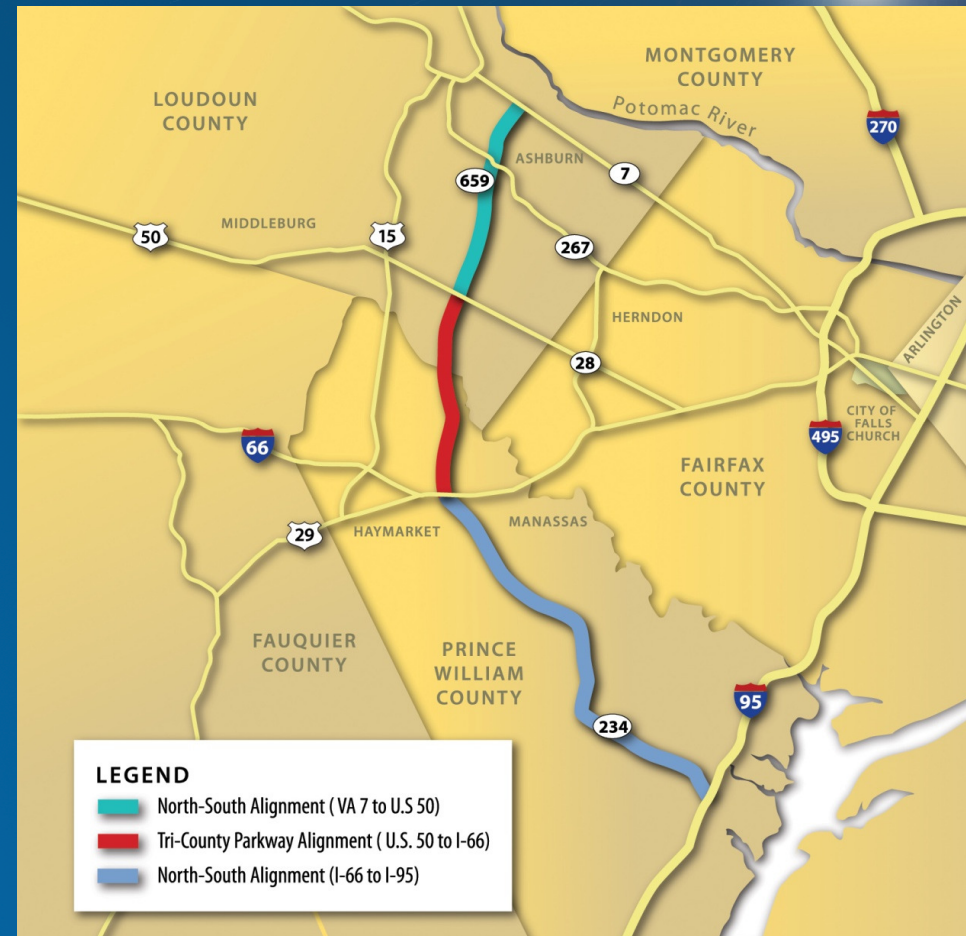 MONTGOMERY
COUNTY
LOUDOUN
COUNTY
Potomac River
270
ASHBURN
659
7
MIDDLEBURG
50
15
267
HERNDON
ARLINGTON
28
CITY OF
FALLS
CHURCH
66
495
FAIRFAX
COUNTY
29
HAYMARKET
MANASSAS
FAUQUIER
COUNTY
PRINCE
WILLIAM
COUNTY
95
234
LEGEND
North-South Alignment ( VA 7 to U.S 50)
Tri-County Parkway Alignment ( U.S. 50 to I-66)
North-South Alignment (I-66 to I-95)